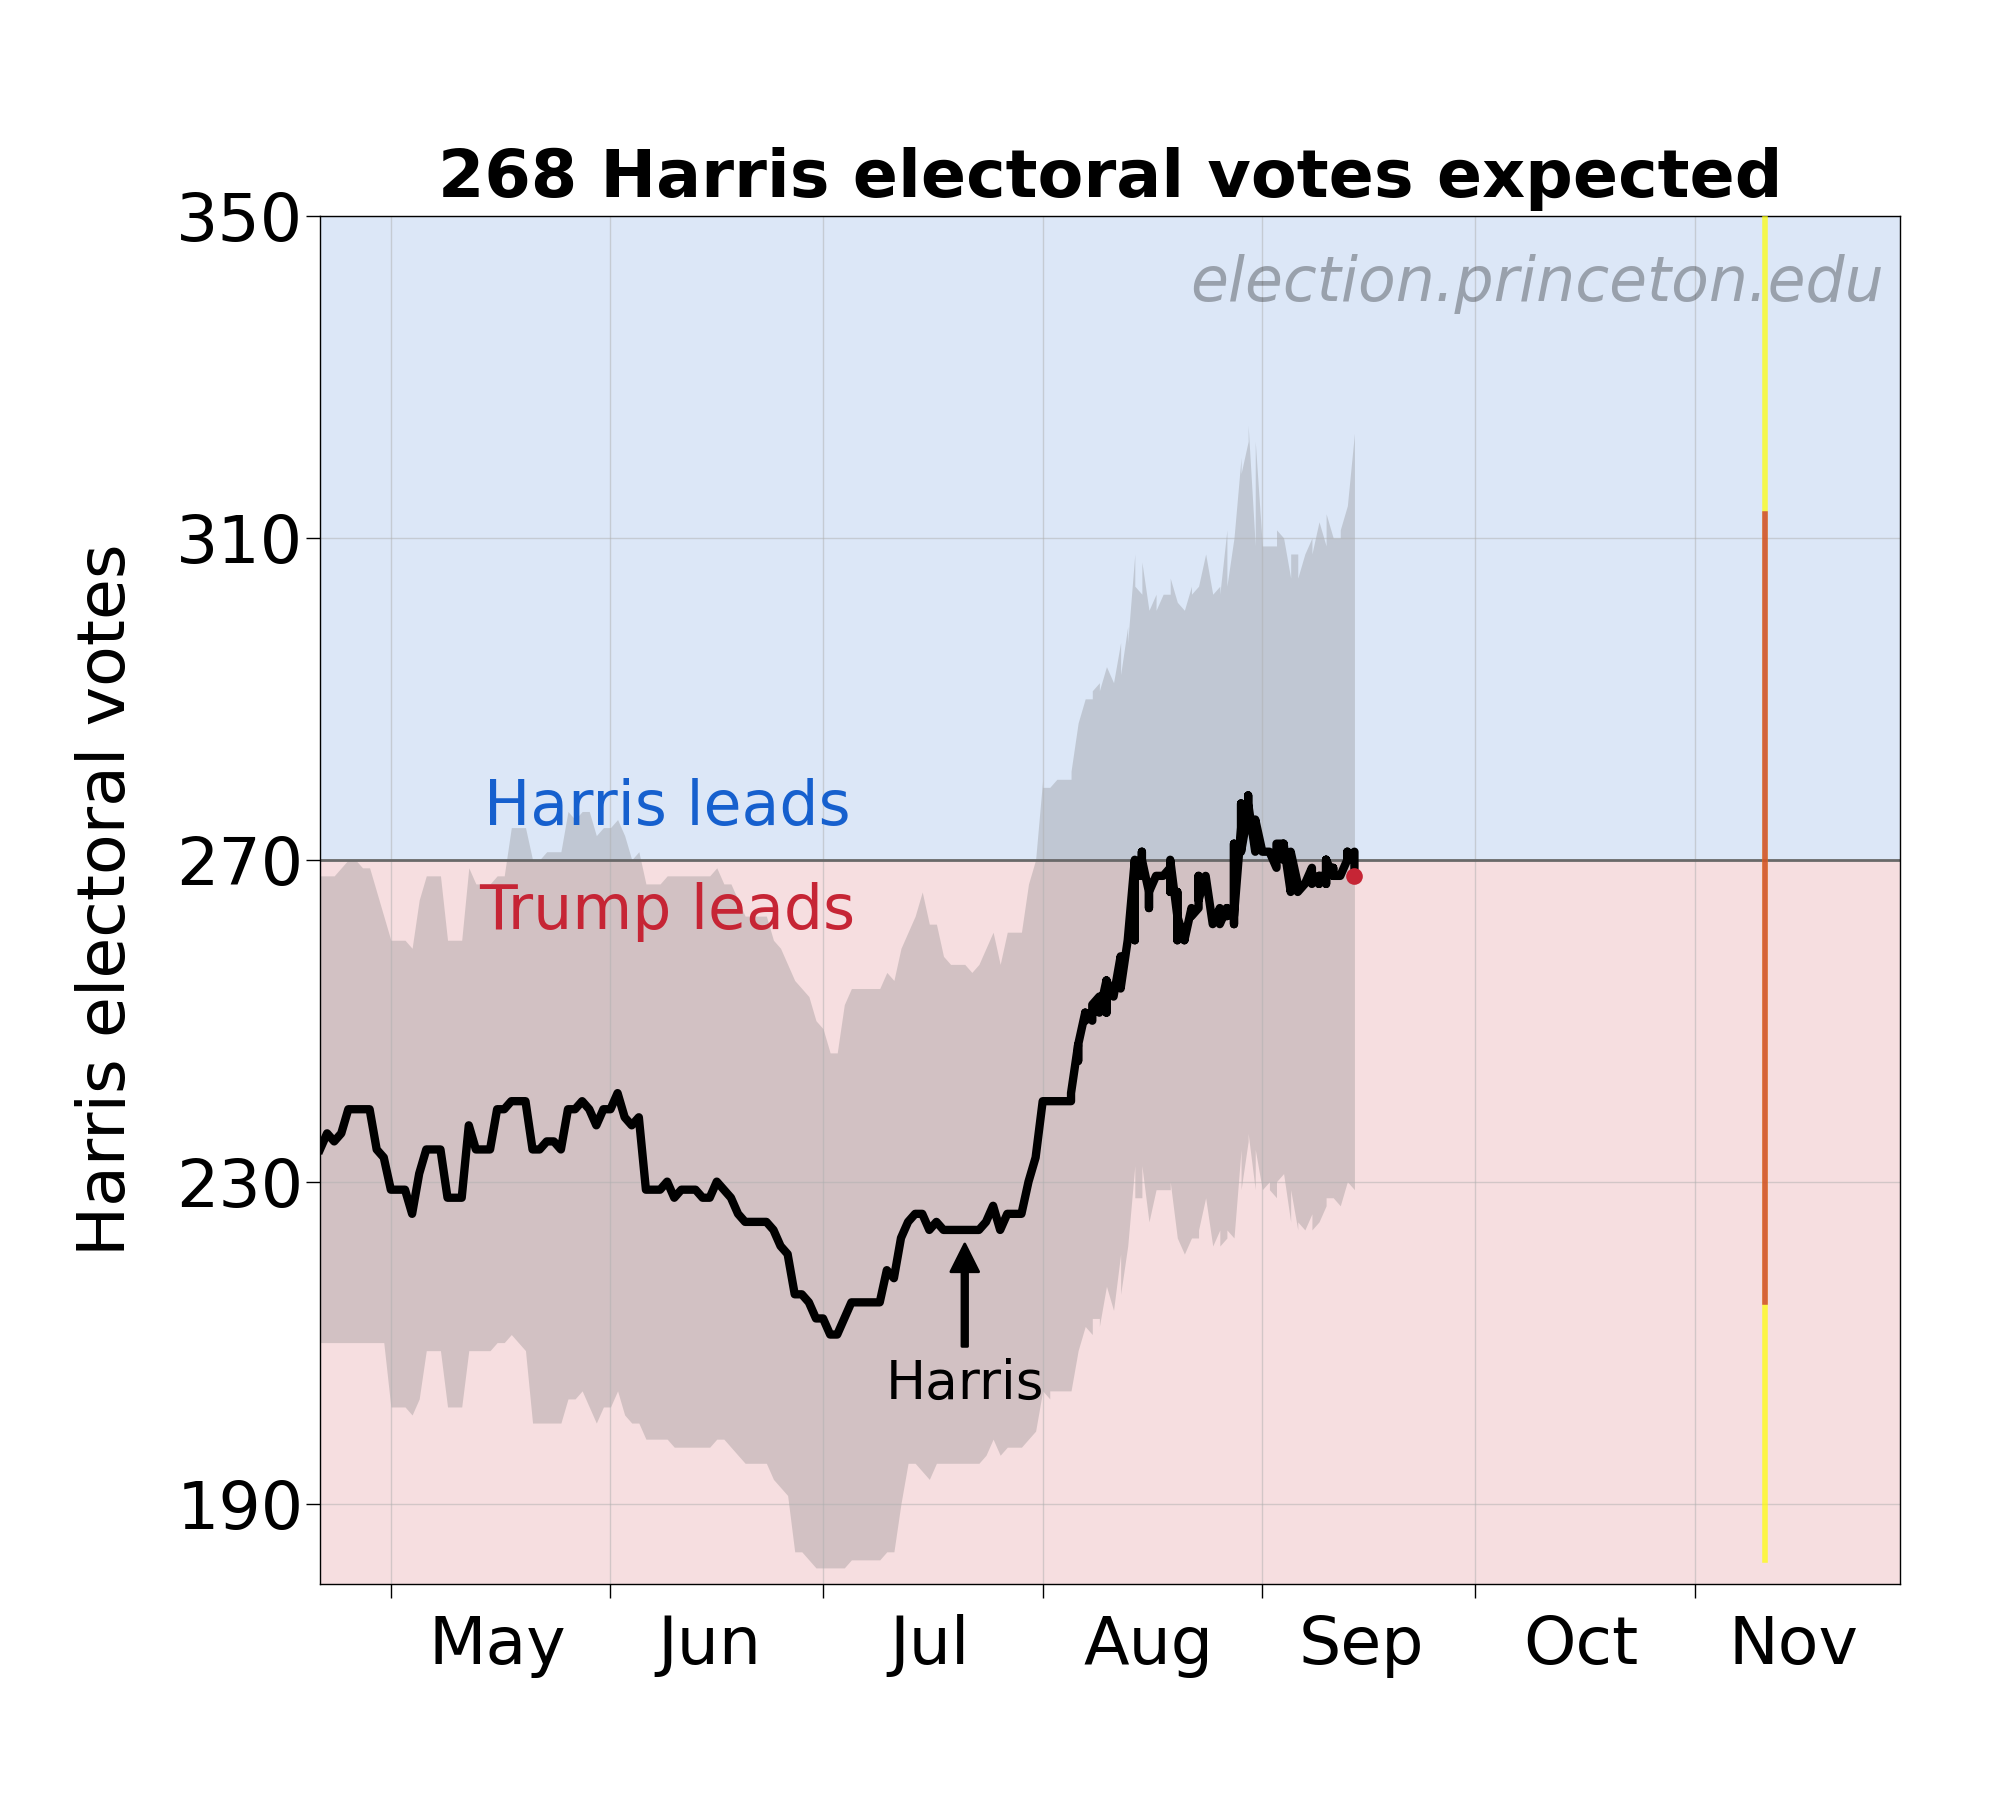 268 Harris electoral votes expected
election.princeton.edu
Harris electoral votes
350
310
270
230
190
Harris leads
Trump leads
Harris
May Jun Jul Aug Sep Oct Nov